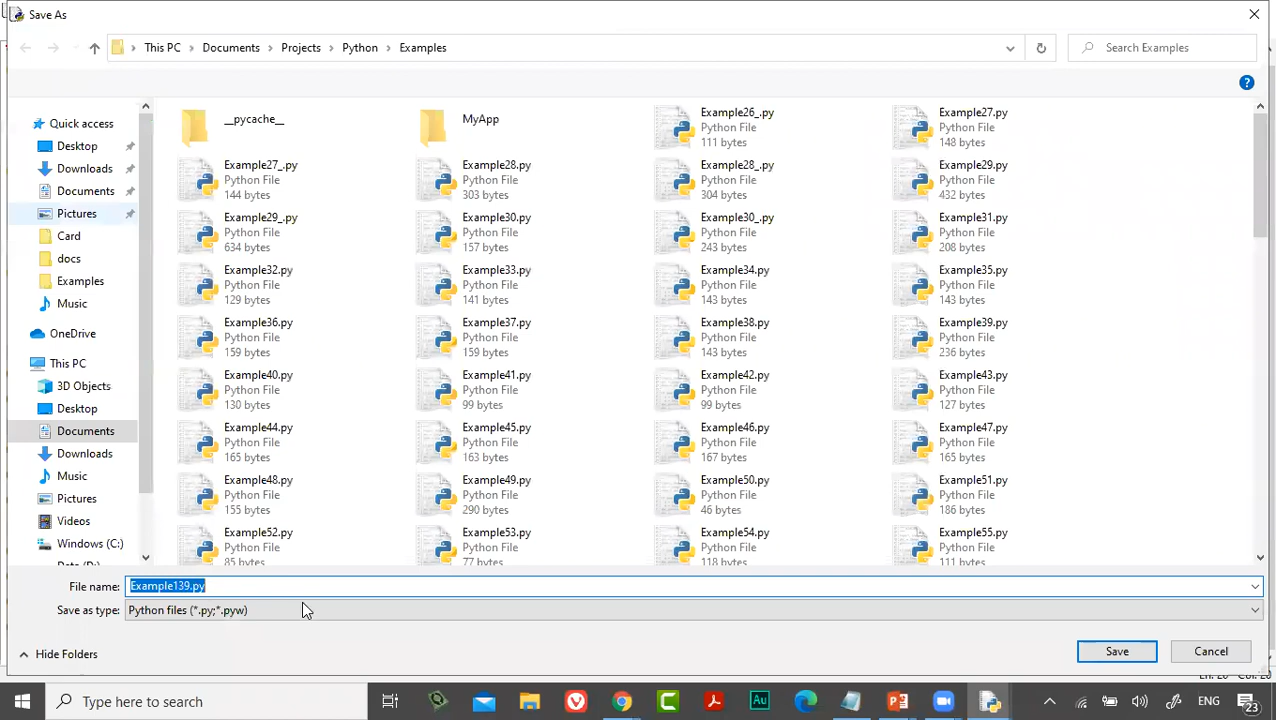 Save As
This PC > Documents > Projects > Python > Examples
Search Examples
Quick access
Desktop
Downloads
Documents
Pictures
Card
docs
Examples
Music
OneDrive
This PC
3D Objects
Desktop
Documents
Downloads
Music
Pictures
Videos
Windows (C:)
__pycache__
MyApp
Example26_.py
Python File
111 bytes
Example27.py
Python File
148 bytes
Example27_.py
Python File
144 bytes
Example28.py
Python File
303 bytes
Example28_.py
Python File
304 bytes
Example29.py
Python File
432 bytes
Example29_.py
Python File
634 bytes
Example30.py
Python File
157 bytes
Example30_.py
Python File
243 bytes
Example31.py
Python File
208 bytes
Example32.py
Python File
129 bytes
Example33.py
Python File
141 bytes
Example34.py
Python File
143 bytes
Example35.py
Python File
143 bytes
Example36.py
Python File
159 bytes
Example37.py
Python File
159 bytes
Example38.py
Python File
143 bytes
Example39.py
Python File
236 bytes
Example40.py
Python File
130 bytes
Example41.py
Python File
99 bytes
Example42.py
Python File
99 bytes
Example43.py
Python File
127 bytes
Example44.py
Python File
165 bytes
Example45.py
Python File
163 bytes
Example46.py
Python File
167 bytes
Example47.py
Python File
165 bytes
Example48.py
Python File
155 bytes
Example49.py
Python File
290 bytes
Example50.py
Python File
46 bytes
Example51.py
Python File
186 bytes
Example52.py
Python File
85 bytes
Example53.py
Python File
Example54.py
Python File
118 bytes
Example55.py
Python File
111 bytes
File name: Example139.py
Save as type: Python files (*.py;*.pyw)
Hide Folders
Save
Cancel
Type here to search
ENG
23